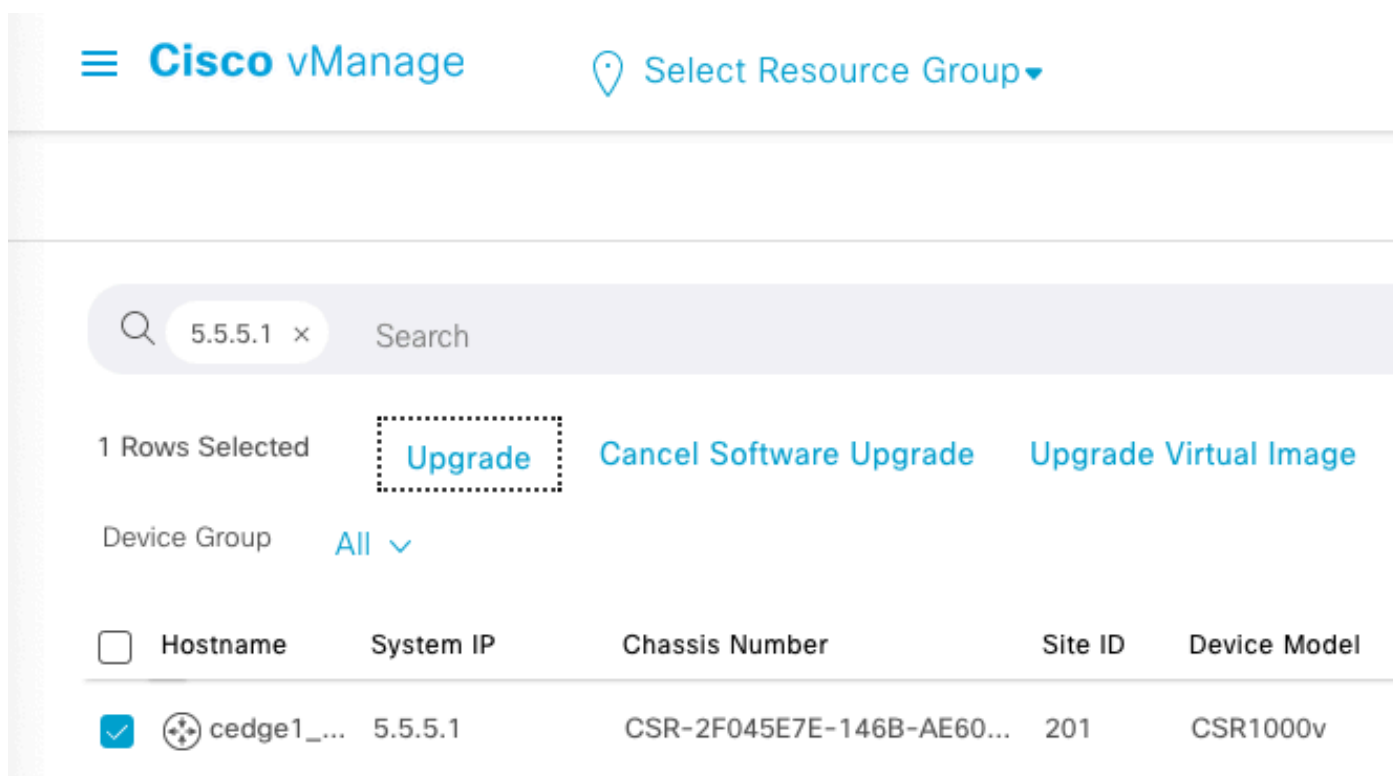 Cisco vManage Select Resource Group
5.5.5.1 × Search
1 Rows Selected Upgrade Cancel Software Upgrade Upgrade Virtual Image
Device Group All
Hostname System IP Chassis Number Site ID Device Model
cedge1_... 5.5.5.1 CSR-2F045E7E-146B-AE60... 201 CSR1000v